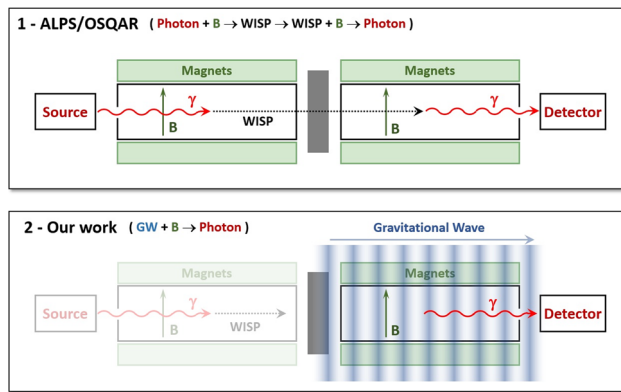 1 - ALPS/OSQAR ( Photon + B → WISP → WISP + B → Photon )
Magnets Magnets
Source γ WISP γ Detector
B B
2 - Our work ( GW + B → Photon )
Gravitational Wave
Magnets Magnets
Source γ WISP γ Detector
B B